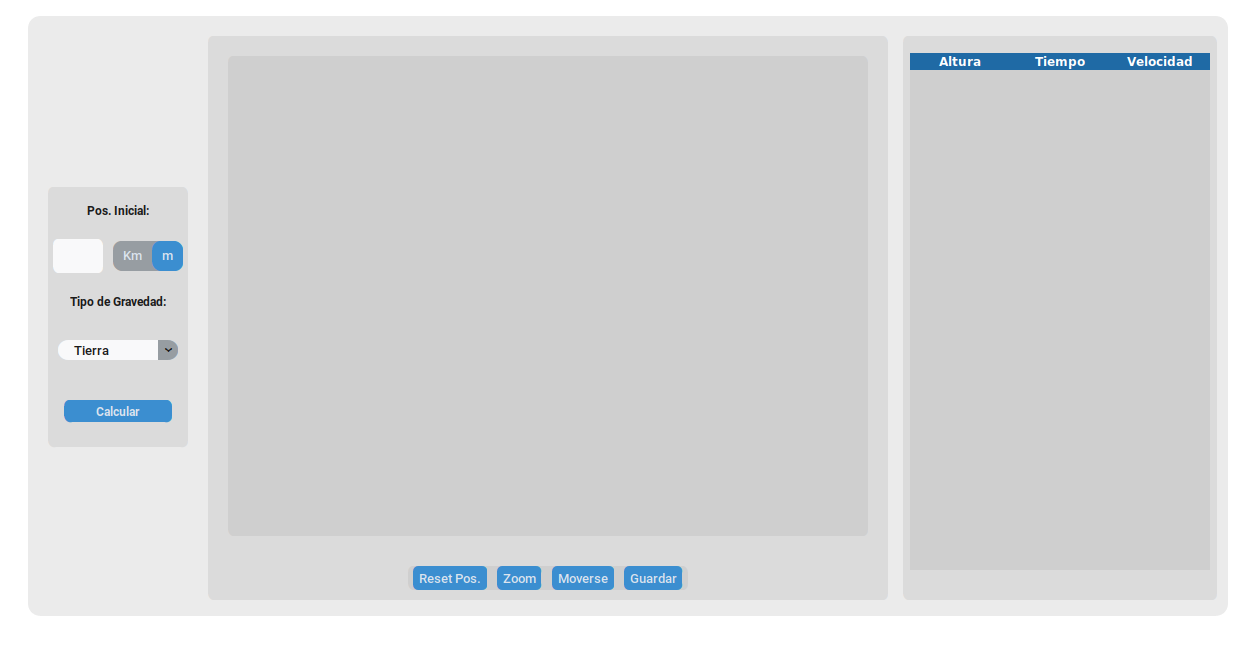 Pos. Inicial:
Km m
Tipo de Gravedad:
Tierra
Calcular
Reset Pos. Zoom Moverse Guardar
Altura Tiempo Velocidad